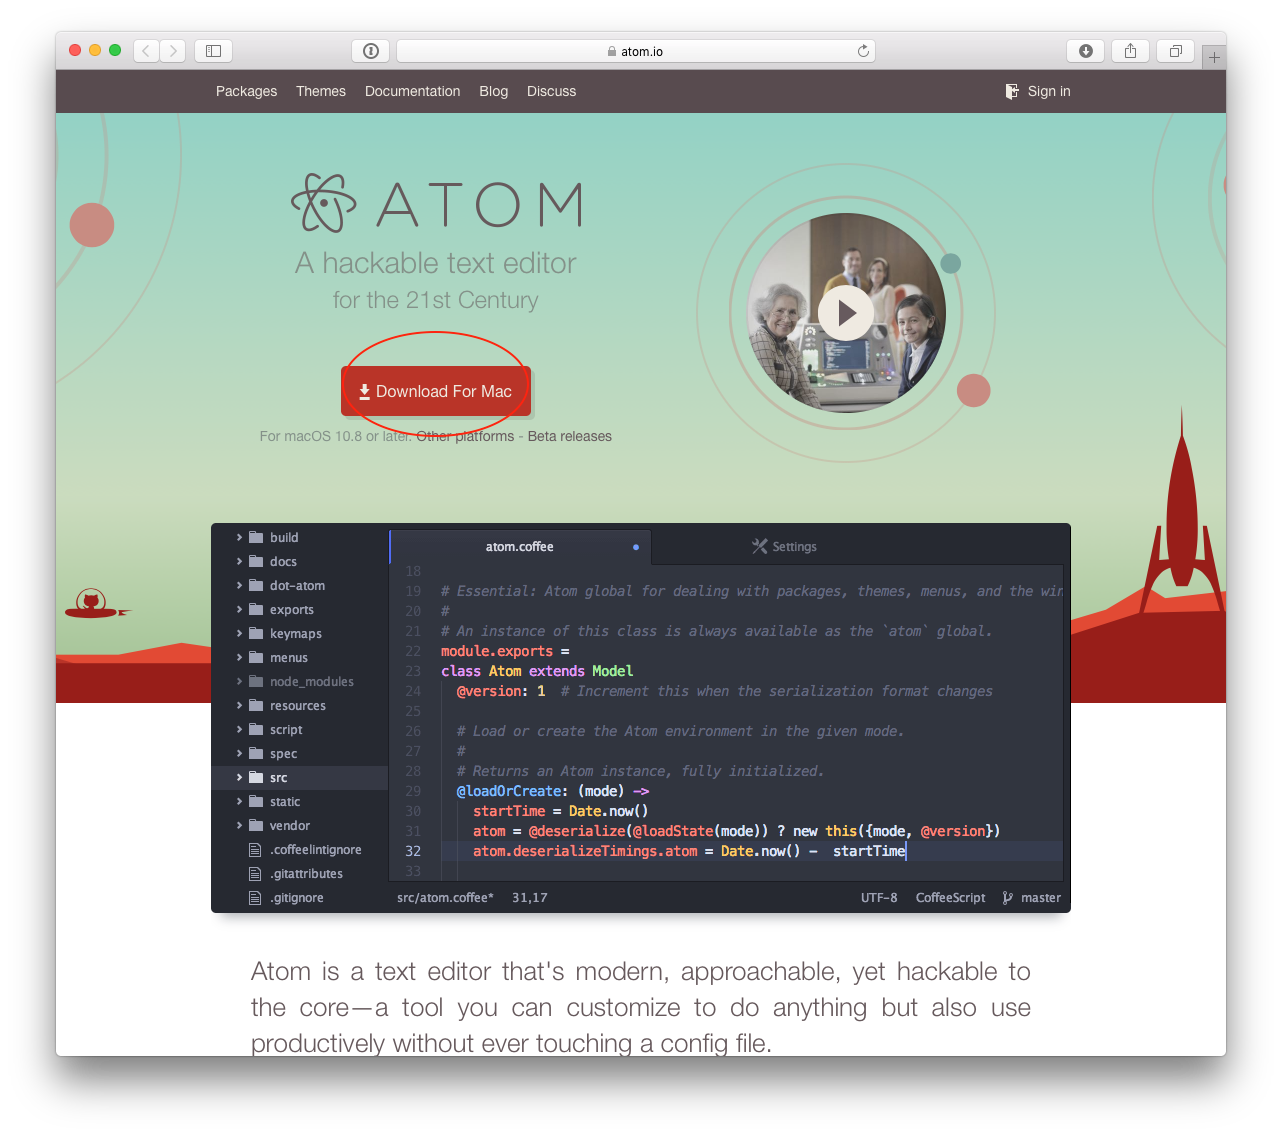 atom.io
Packages Themes Documentation Blog Discuss Sign in
ATOM
A hackable text editor
for the 21st Century
Download For Mac
For macOS 10.8 or later. Other platforms - Beta releases
build
docs
dot-atom
exports
keymaps
menus
node_modules
resources
script
spec
src
static
vendor
.coffeelintignore
.gitattributes
.gitignore
atom.coffee Settings
18
19 # Essential: Atom global for dealing with packages, themes, menus, and the win
20 #
21 # An instance of this class is always available as the `atom` global.
22 module.exports =
23 class Atom extends Model
24 @version: 1 # Increment this when the serialization format changes
25
26 # Load or create the Atom environment in the given mode.
27 #
28 # Returns an Atom instance, fully initialized.
29 @loadOrCreate: (mode) ->
30 startTime = Date.now()
31 atom = @deserialize(@loadState(mode)) ? new this({mode, @version})
32 atom.deserializeTimings.atom = Date.now() - startTime
33
src/atom.coffee* 31,17 UTF-8 CoffeeScript master
Atom is a text editor that's modern, approachable, yet hackable to
the core—a tool you can customize to do anything but also use
productively without ever touching a config file.